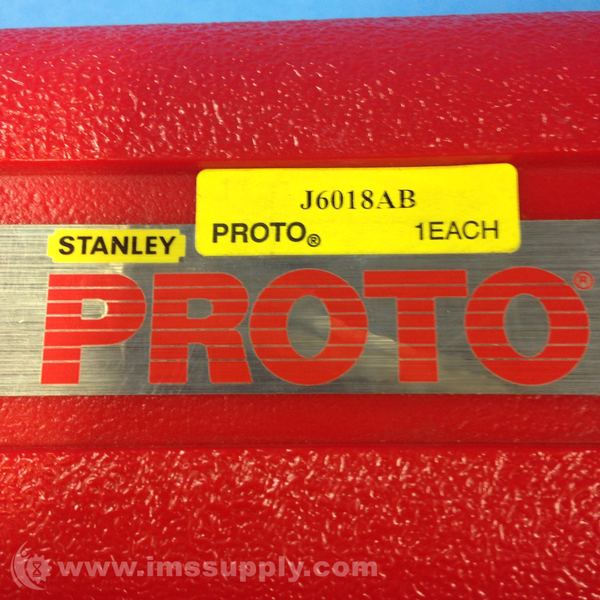 J6018AB
PROTO® 1EACH
STANLEY
PROTO®
www.imssupply.com